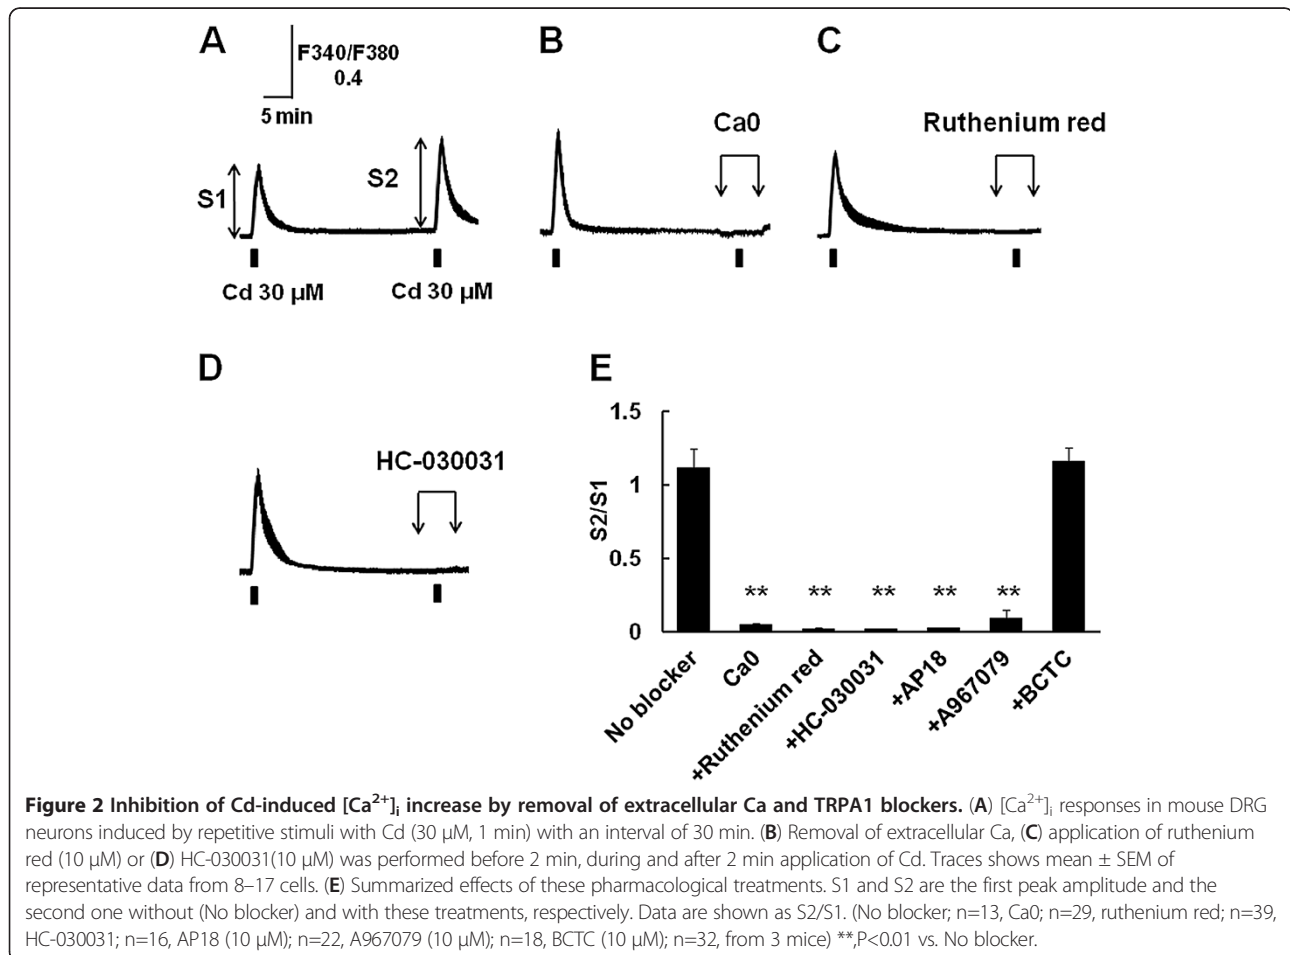 A
B
C
F340/F380
0.4
5 min
Ca0
Ruthenium red
S1
S2
Cd 30 µM
Cd 30 µM
D
E
HC-030031
1.5
1
0.5
0
S2/S1
** ** ** ** **
No blocker
Ca0
+Ruthenium red
+HC-030031
+AP18
+A967079
+BCTC
Figure 2 Inhibition of Cd-induced [Ca²⁺]ᵢ increase by removal of extracellular Ca and TRPA1 blockers. (A) [Ca²⁺]ᵢ responses in mouse DRG
neurons induced by repetitive stimuli with Cd (30 µM, 1 min) with an interval of 30 min. (B) Removal of extracellular Ca, (C) application of ruthenium
red (10 µM) or (D) HC-030031(10 µM) was performed before 2 min, during and after 2 min application of Cd. Traces shows mean ± SEM of
representative data from 8–17 cells. (E) Summarized effects of these pharmacological treatments. S1 and S2 are the first peak amplitude and the
second one without (No blocker) and with these treatments, respectively. Data are shown as S2/S1. (No blocker; n=13, Ca0; n=29, ruthenium red; n=39,
HC-030031; n=16, AP18 (10 µM); n=22, A967079 (10 µM); n=18, BCTC (10 µM); n=32, from 3 mice) **,P<0.01 vs. No blocker.